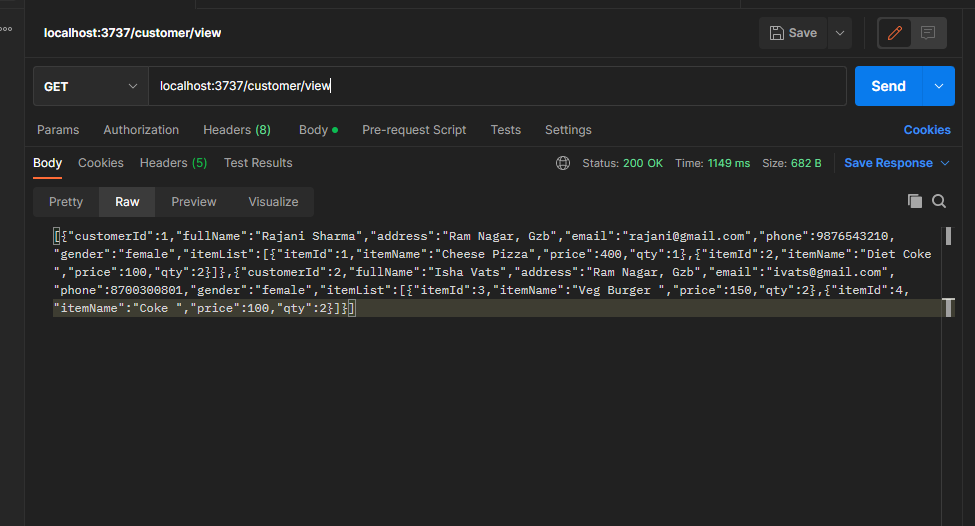 localhost:3737/customer/view
Save
GET
localhost:3737/customer/view
Send
Params Authorization Headers (8) Body Pre-request Script Tests Settings Cookies
Body Cookies Headers (5) Test Results Status: 200 OK Time: 1149 ms Size: 682 B Save Response
Pretty Raw Preview Visualize
[{"customerId":1,"fullName":"Rajani Sharma","address":"Ram Nagar, Gzb","email":"rajani@gmail.com","phone":9876543210,
"gender":"female","itemList":[{"itemId":1,"itemName":"Cheese Pizza","price":400,"qty":1},{"itemId":2,"itemName":"Diet Coke
","price":100,"qty":2}]},{"customerId":2,"fullName":"Isha Vats","address":"Ram Nagar, Gzb","email":"ivats@gmail.com",
"phone":8700300801,"gender":"female","itemList":[{"itemId":3,"itemName":"Veg Burger ","price":150,"qty":2},{"itemId":4,
"itemName":"Coke ","price":100,"qty":2}]}]